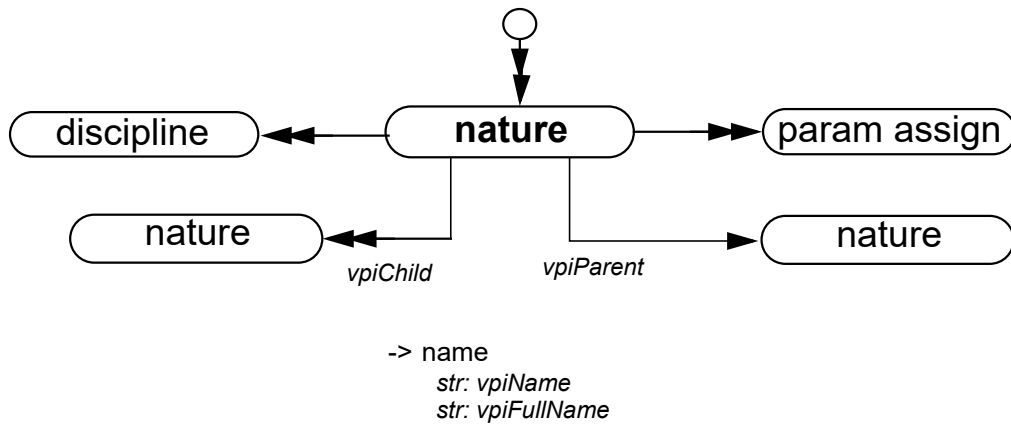 discipline
nature
param assign
nature
nature
vpiChild
vpiParent
-> name
str: vpiName
str: vpiFullName